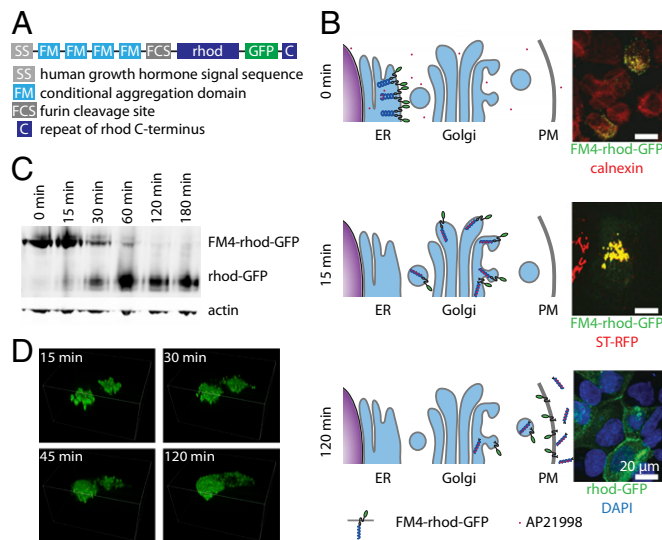 A
SS FM FM FM FM FCS rhod GFP C
SS human growth hormone signal sequence
FM conditional aggregation domain
FCS furin cleavage site
C repeat of rhod C-terminus
B
0 min
ER Golgi PM
FM4-rhod-GFP
calnexin
15 min
ER Golgi PM
FM4-rhod-GFP
ST-RFP
120 min
ER Golgi PM
20 µm
rhod-GFP
DAPI
FM4-rhod-GFP AP21998
C
0 min 15 min 30 min 60 min 120 min 180 min
FM4-rhod-GFP
rhod-GFP
actin
D
15 min 30 min
45 min 120 min